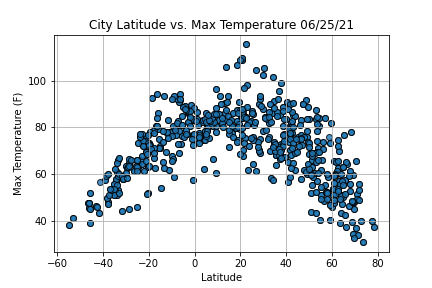 City Latitude vs. Max Temperature 06/25/21
Max Temperature (F)
100
80
60
40
−60 −40 −20 0 20 40 60 80
Latitude